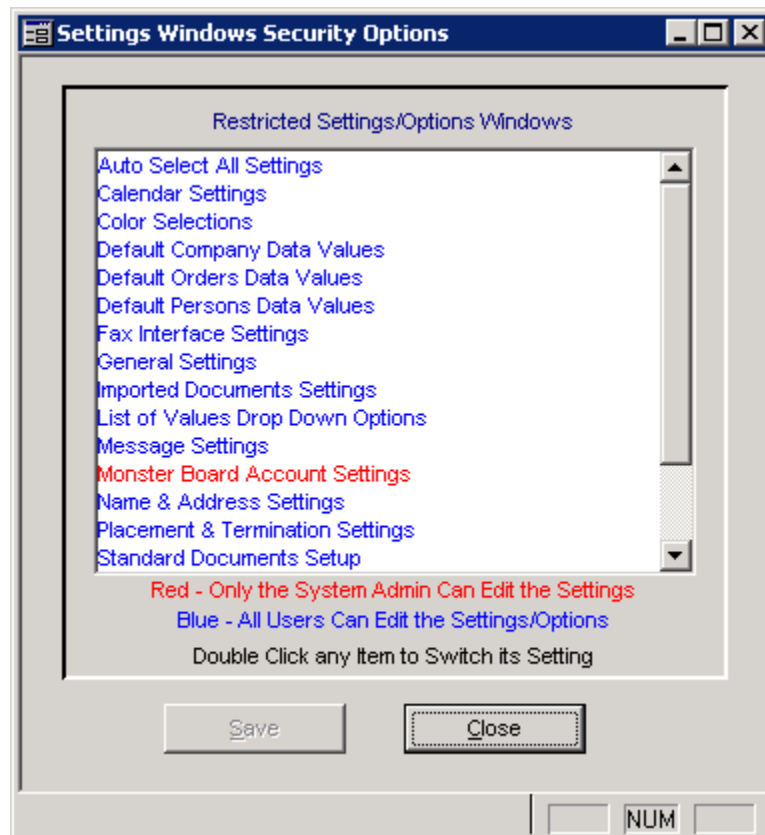 Settings Windows Security Options
Restricted Settings/Options Windows
Auto Select All Settings
Calendar Settings
Color Selections
Default Company Data Values
Default Orders Data Values
Default Persons Data Values
Fax Interface Settings
General Settings
Imported Documents Settings
List of Values Drop Down Options
Message Settings
Monster Board Account Settings
Name & Address Settings
Placement & Termination Settings
Standard Documents Setup
Red - Only the System Admin Can Edit the Settings
Blue - All Users Can Edit the Settings/Options
Double Click any Item to Switch its Setting
Save Close
NUM